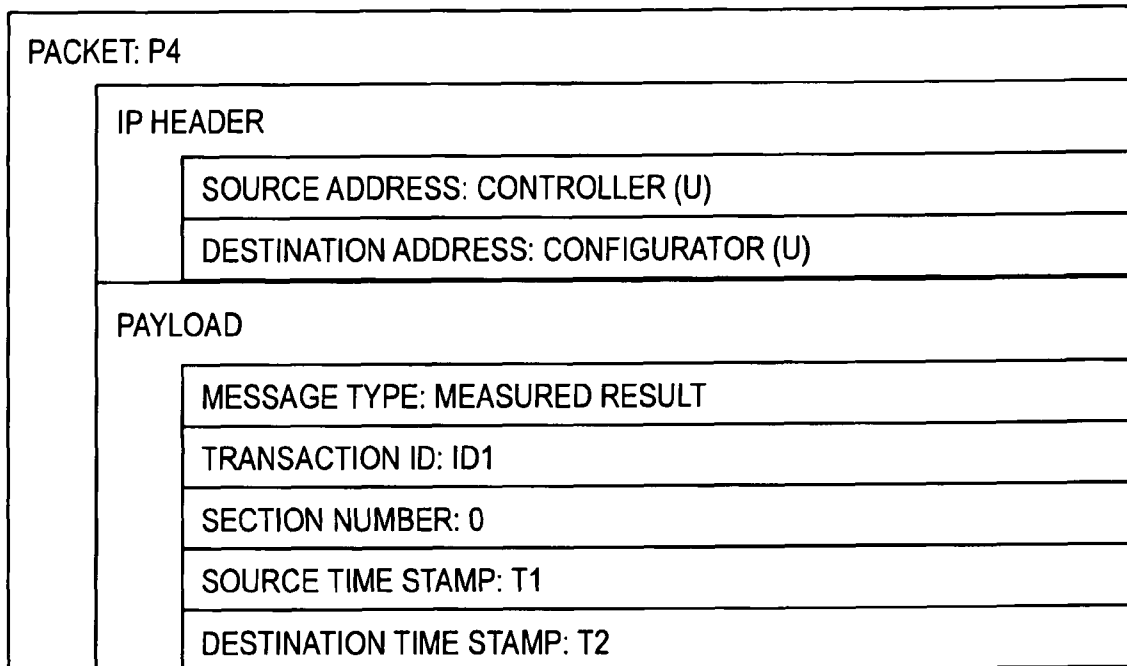 PACKET: P4
IP HEADER
SOURCE ADDRESS: CONTROLLER (U)
DESTINATION ADDRESS: CONFIGURATOR (U)
PAYLOAD
MESSAGE TYPE: MEASURED RESULT
TRANSACTION ID: ID1
SECTION NUMBER: 0
SOURCE TIME STAMP: T1
DESTINATION TIME STAMP: T2